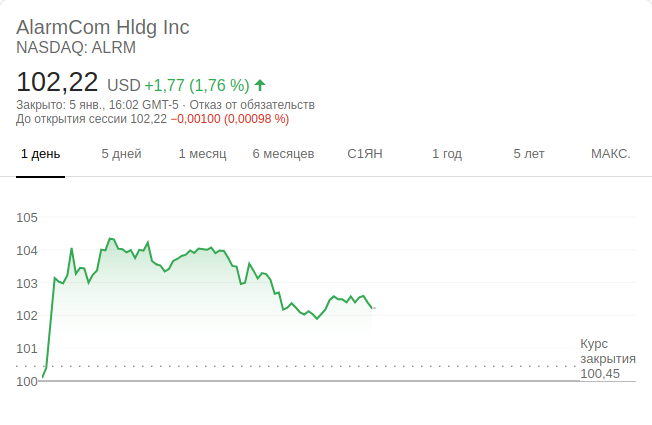 AlarmCom Hldg Inc
NASDAQ: ALRM
102,22 USD +1,77 (1,76 %)
Закрыто: 5 янв., 16:02 GMT-5 · Отказ от обязательств
До открытия сессии 102,22 −0,00100 (0,00098 %)
1 день 5 дней 1 месяц 6 месяцев С1ЯН 1 год 5 лет МАКС.
105
104
103
102
101
Курс
закрытия
100,45
100